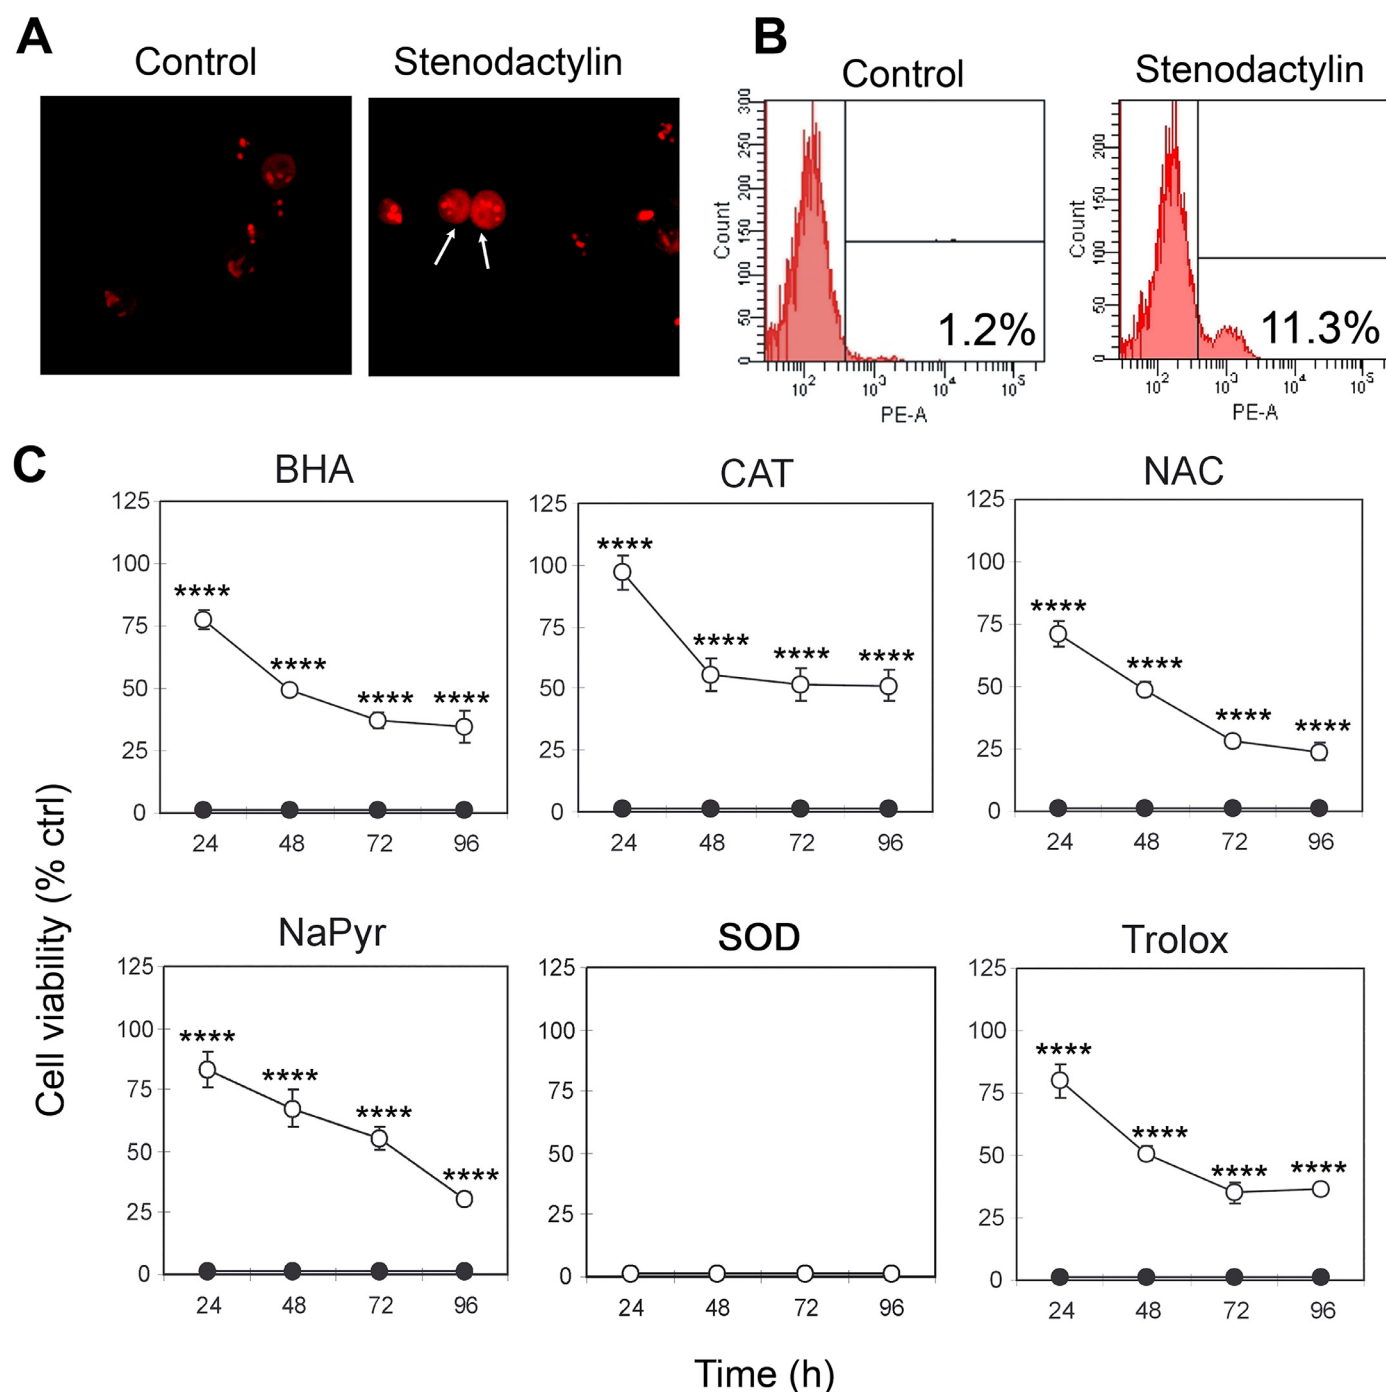 A
Control
Stenodactylin
B
Control
Stenodactylin
Count
300
250
200
150
100
50
0
1.2%
10^2 10^3 10^4 10^5
PE-A
Count
200
150
100
50
0
11.3%
10^2 10^3 10^4 10^5
PE-A
C
Cell viability (% ctrl)
BHA
125
100
75
50
25
0
**** **** **** ****
24 48 72 96
CAT
125
100
75
50
25
0
**** **** **** ****
24 48 72 96
NAC
125
100
75
50
25
0
**** **** **** ****
24 48 72 96
NaPyr
125
100
75
50
25
0
**** **** **** ****
24 48 72 96
SOD
125
100
75
50
25
0
24 48 72 96
Trolox
125
100
75
50
25
0
**** **** **** ****
24 48 72 96
Time (h)